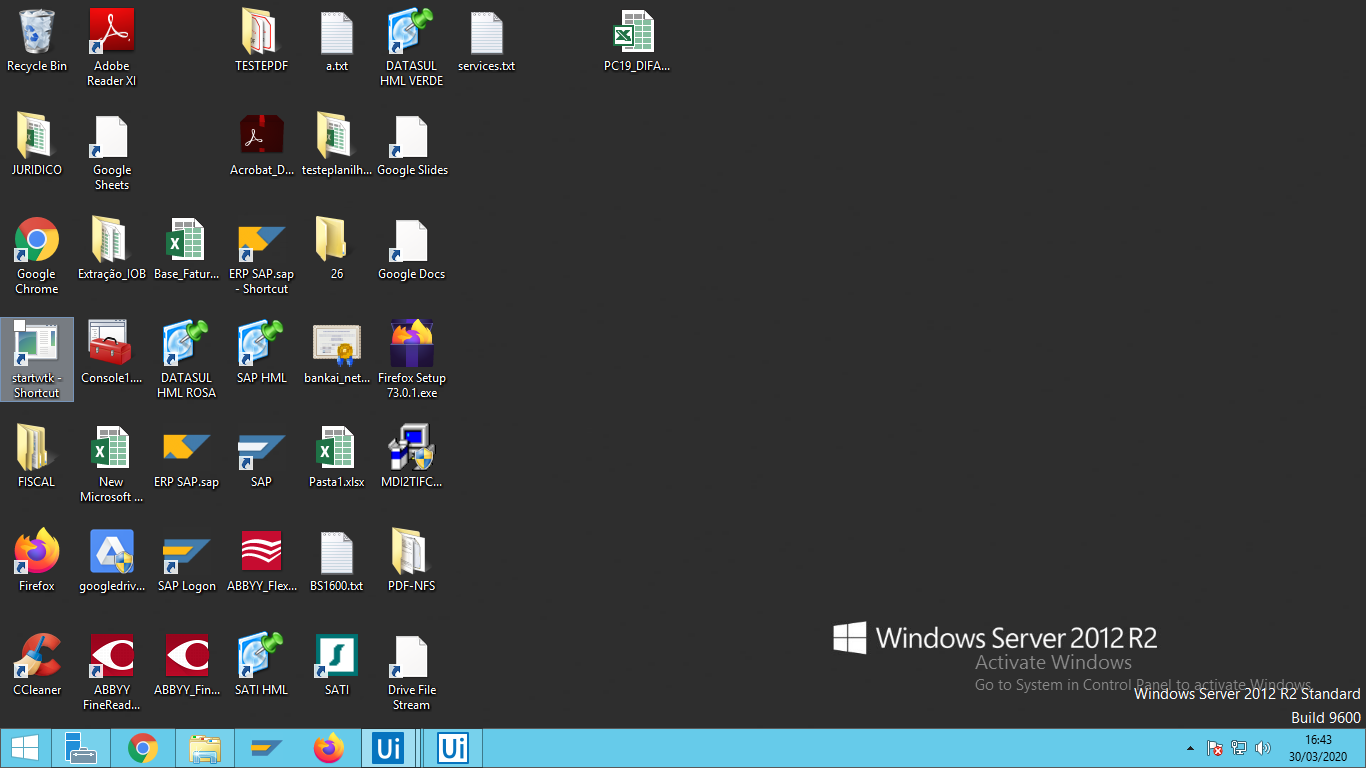 Recycle Bin
Adobe
Reader XI
TESTEPDF
a.txt
DATASUL
HML VERDE
services.txt
PC19_DIFA...
JURIDICO
Google
Sheets
Acrobat_D...
testeplanilh...
Google Slides
Google
Chrome
Extração_IOB
Base_Fatur...
ERP SAP.sap
- Shortcut
26
Google Docs
startwtk -
Shortcut
Console1....
DATASUL
HML ROSA
SAP HML
bankai_net...
Firefox Setup
73.0.1.exe
FISCAL
New
Microsoft ...
ERP SAP.sap
SAP
Pasta1.xlsx
MDI2TIFC...
Firefox
googledriv...
SAP Logon
ABBYY_Flex...
BS1600.txt
PDF-NFS
CCleaner
ABBYY
FineRead...
ABBYY_Fin...
SATI HML
SATI
Drive File
Stream
Windows Server 2012 R2
Activate Windows
Go to System in Control Panel to activate Windows.
Windows Server 2012 R2 Standard
Build 9600
Ui
Ui
16:43
30/03/2020